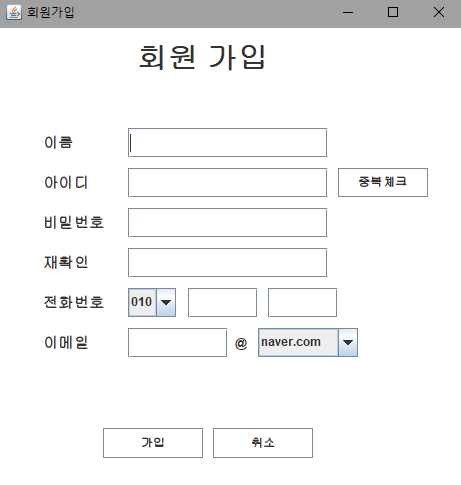 회원가입
회원 가입
이름
아이디 중복 체크
비밀번호
재확인
전화번호 010
이메일 @ naver.com
가입 취소